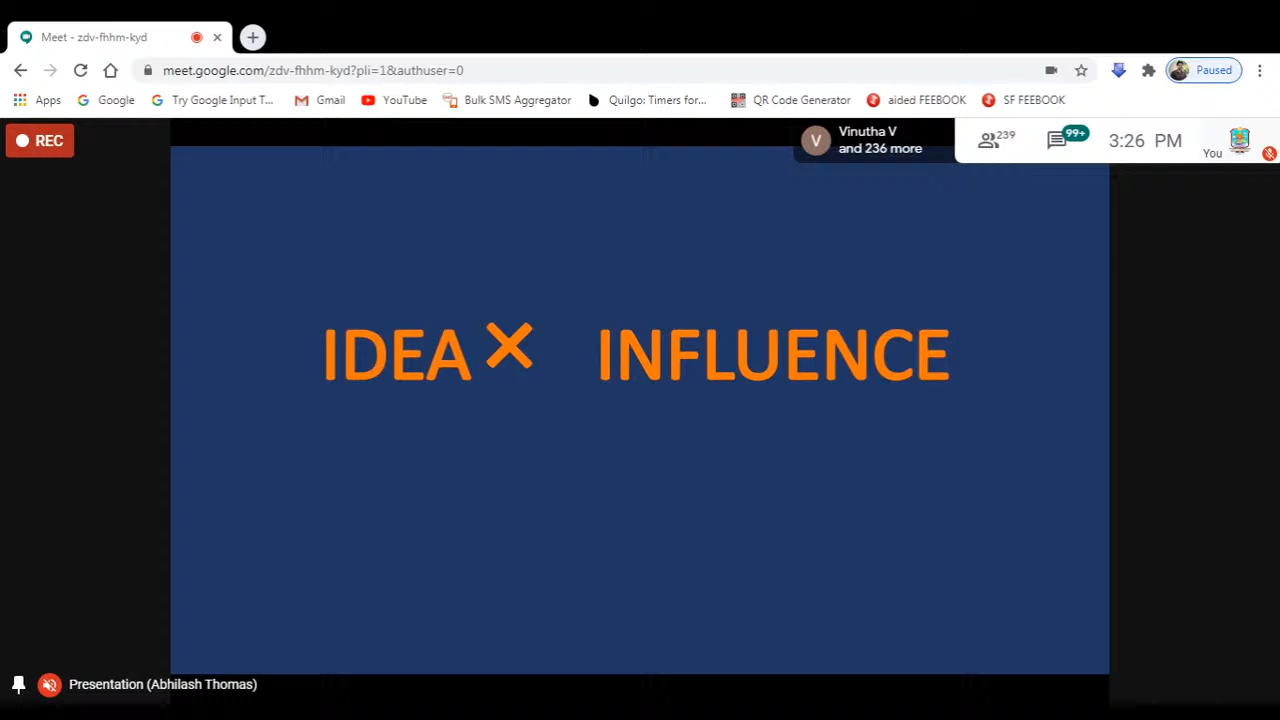 Meet - zdv-fhhm-kyd
meet.google.com/zdv-fhhm-kyd?pli=1&authuser=0
Paused
Apps Google Try Google Input T... Gmail YouTube Bulk SMS Aggregator Quilgo: Timers for... QR Code Generator aided FEEBOOK SF FEEBOOK
REC
V
Vinutha V
and 236 more
239
99+
3:26 PM
You
IDEA× INFLUENCE
Presentation (Abhilash Thomas)